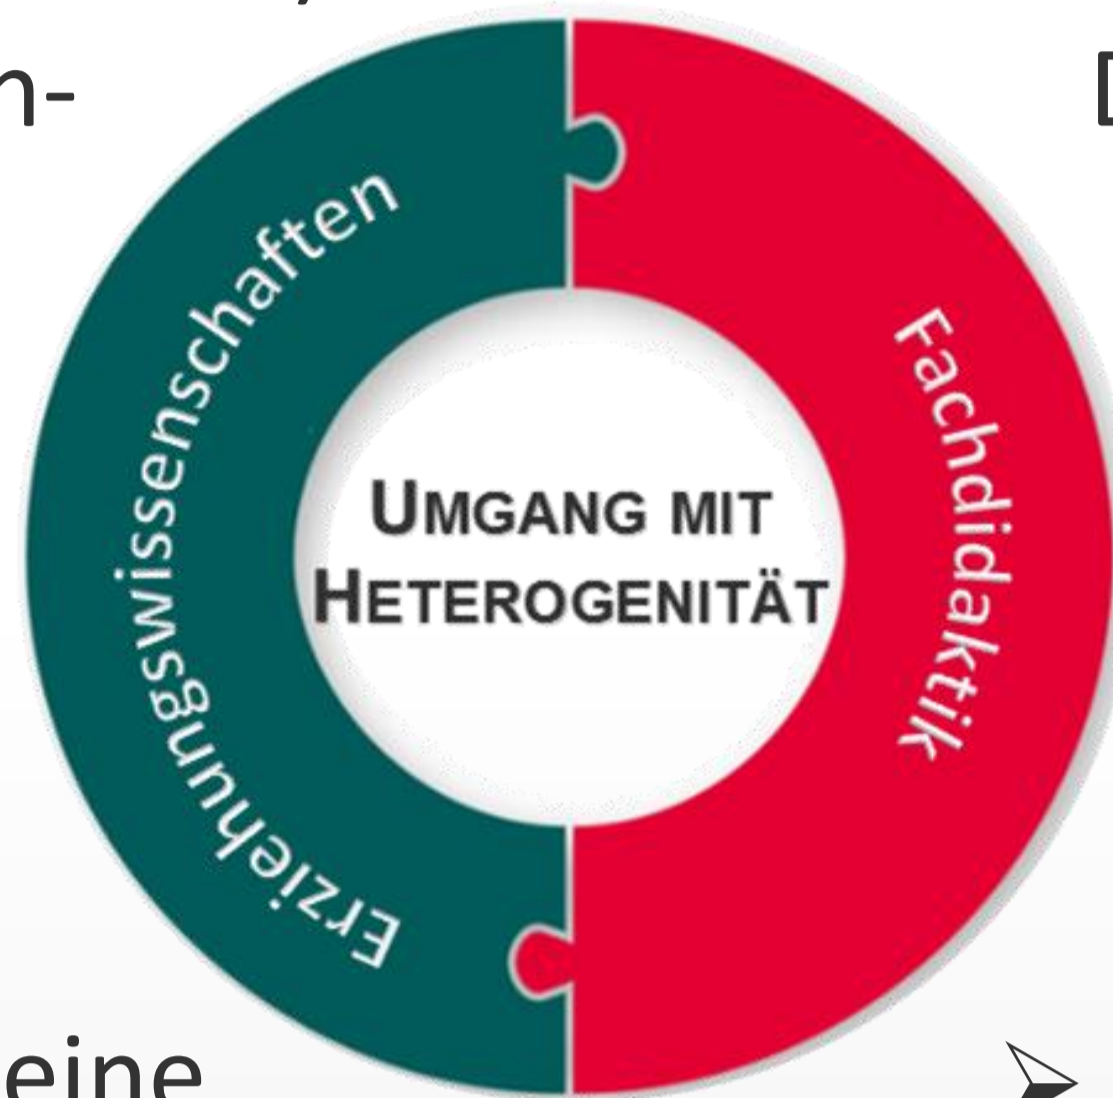 n-
Erziehungswissenschaften
Fachdidaktik
UMGANG MIT
HETEROGENITÄT
eine